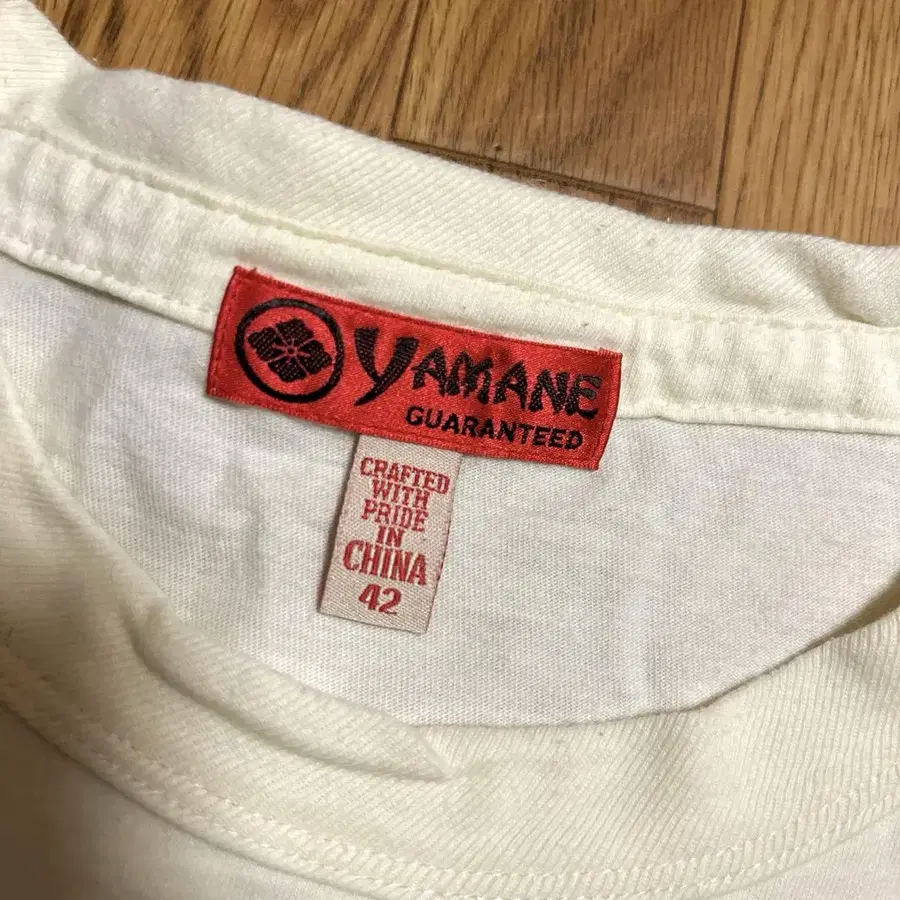 YAMANE
GUARANTEED
CRAFTED
WITH
PRIDE
IN
CHINA
42